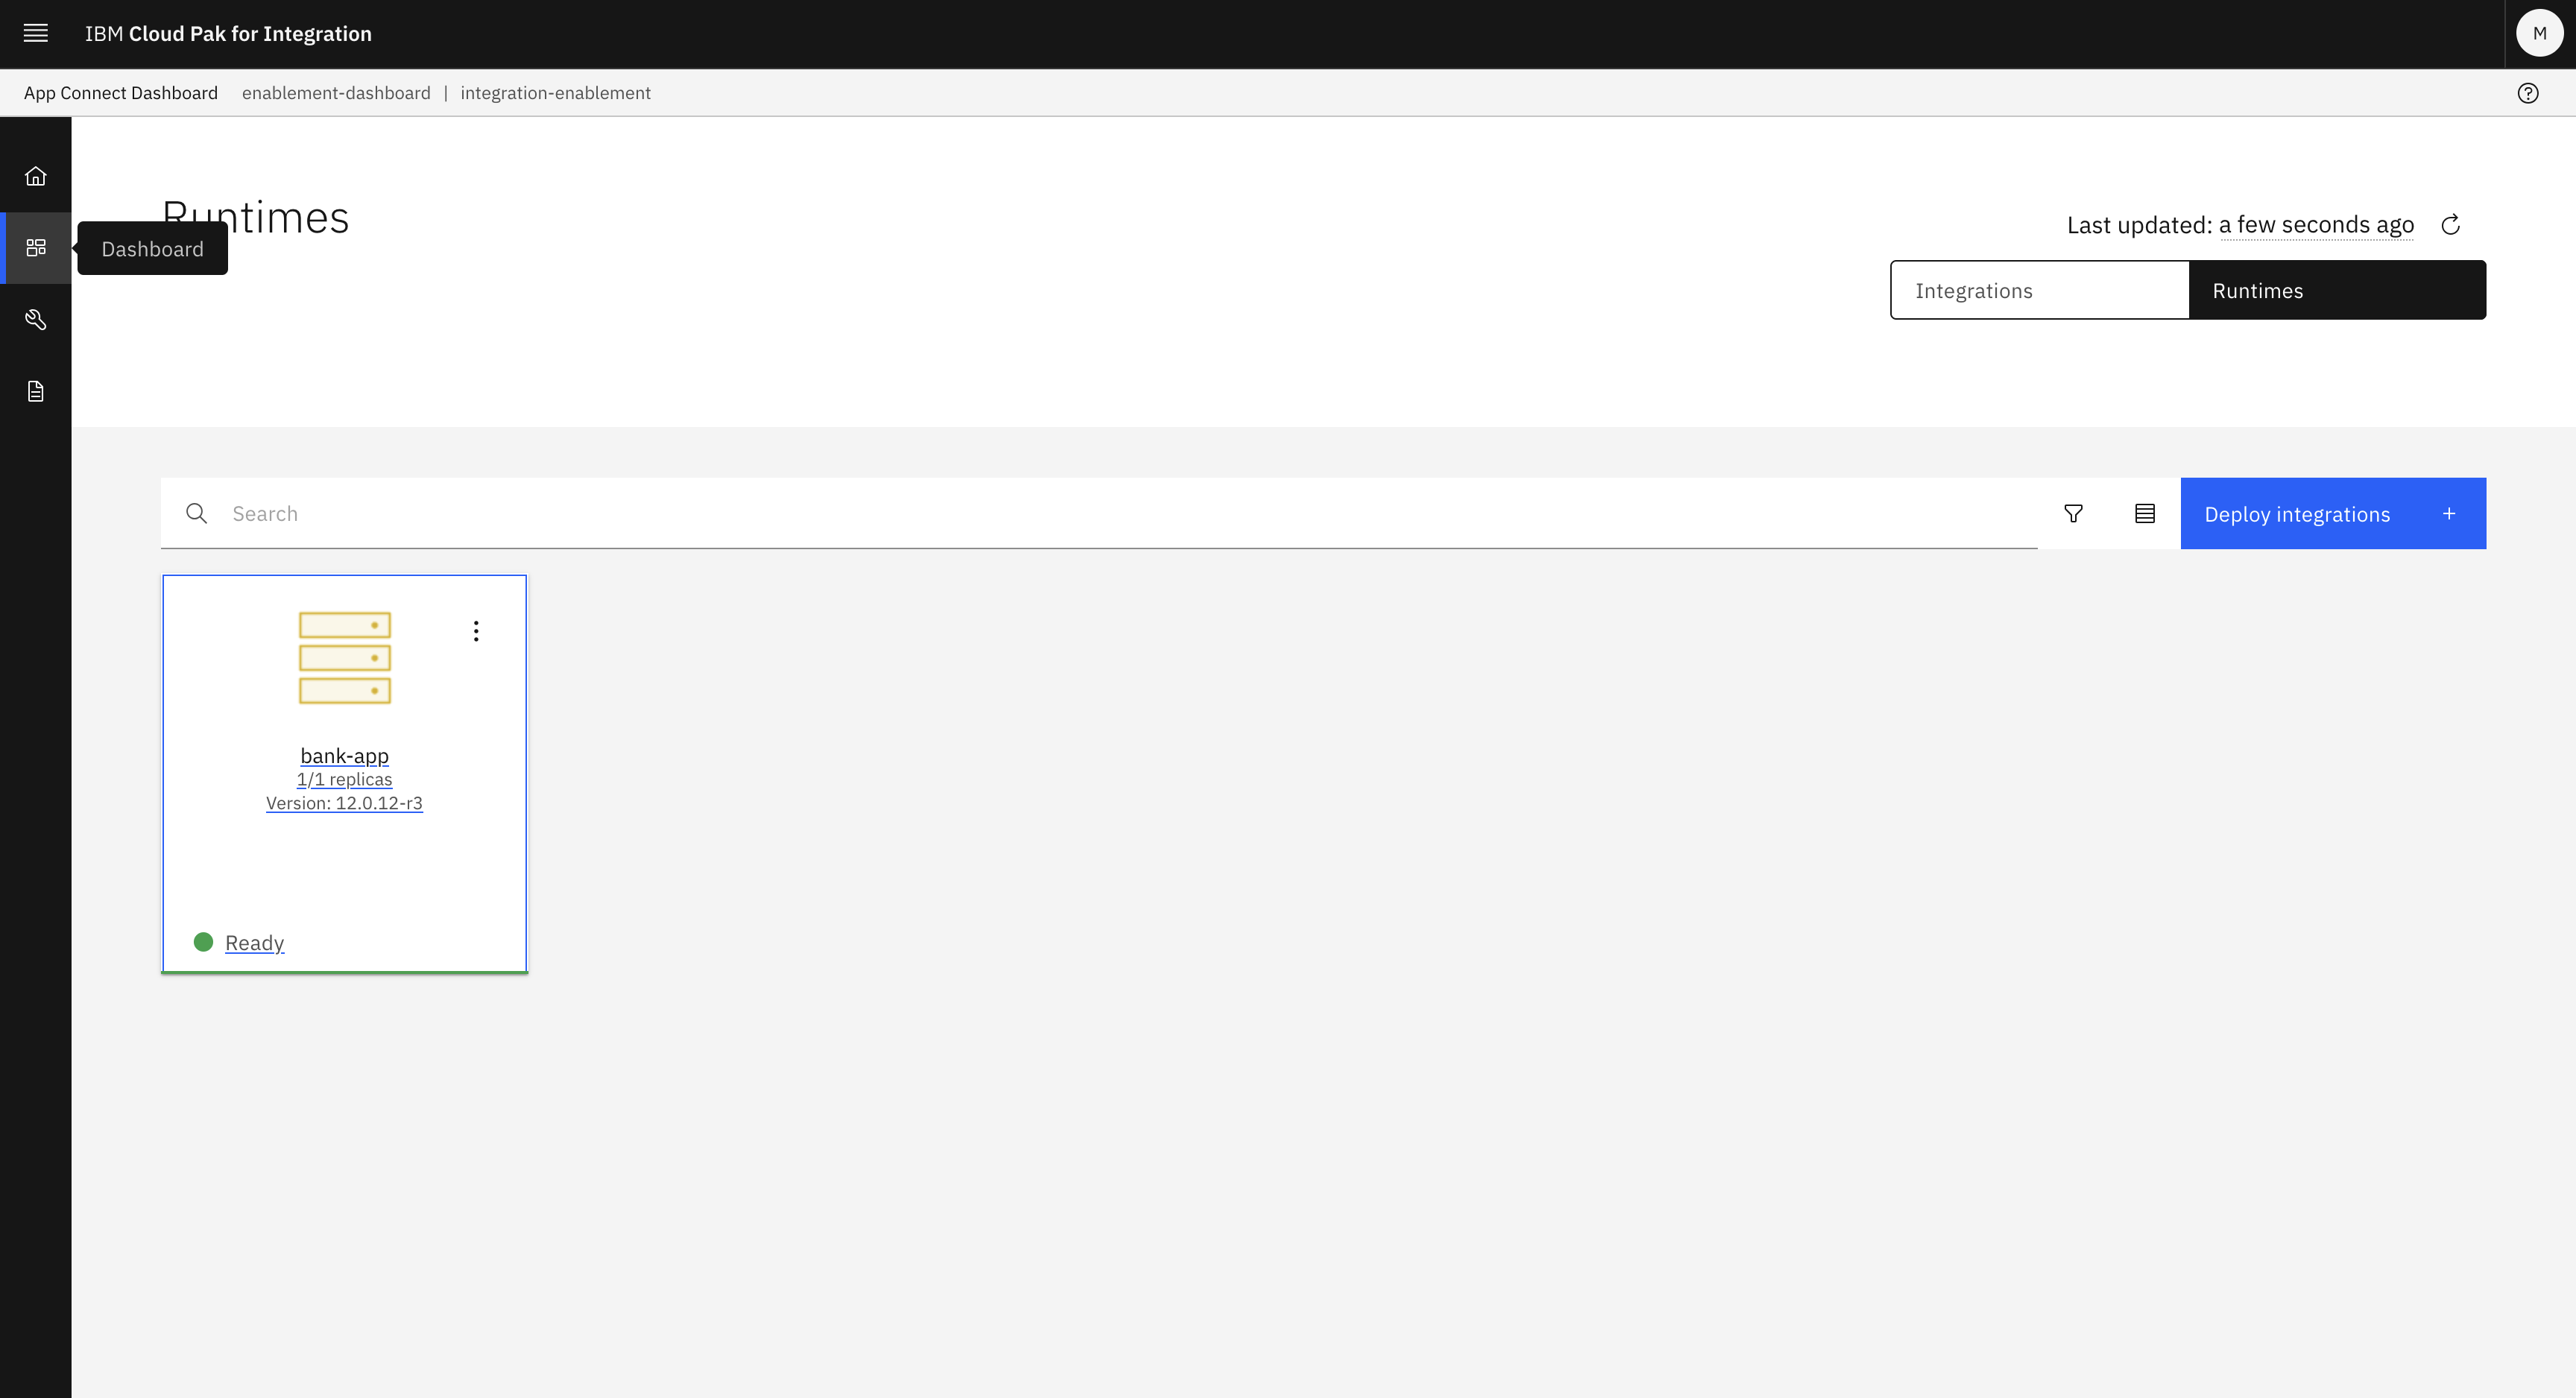 IBM Cloud Pak for Integration
M
App Connect Dashboard enablement-dashboard | integration-enablement
Runtimes
Dashboard
Last updated: a few seconds ago
Integrations
Runtimes
Search
Deploy integrations +
bank-app
1/1 replicas
Version: 12.0.12-r3
Ready